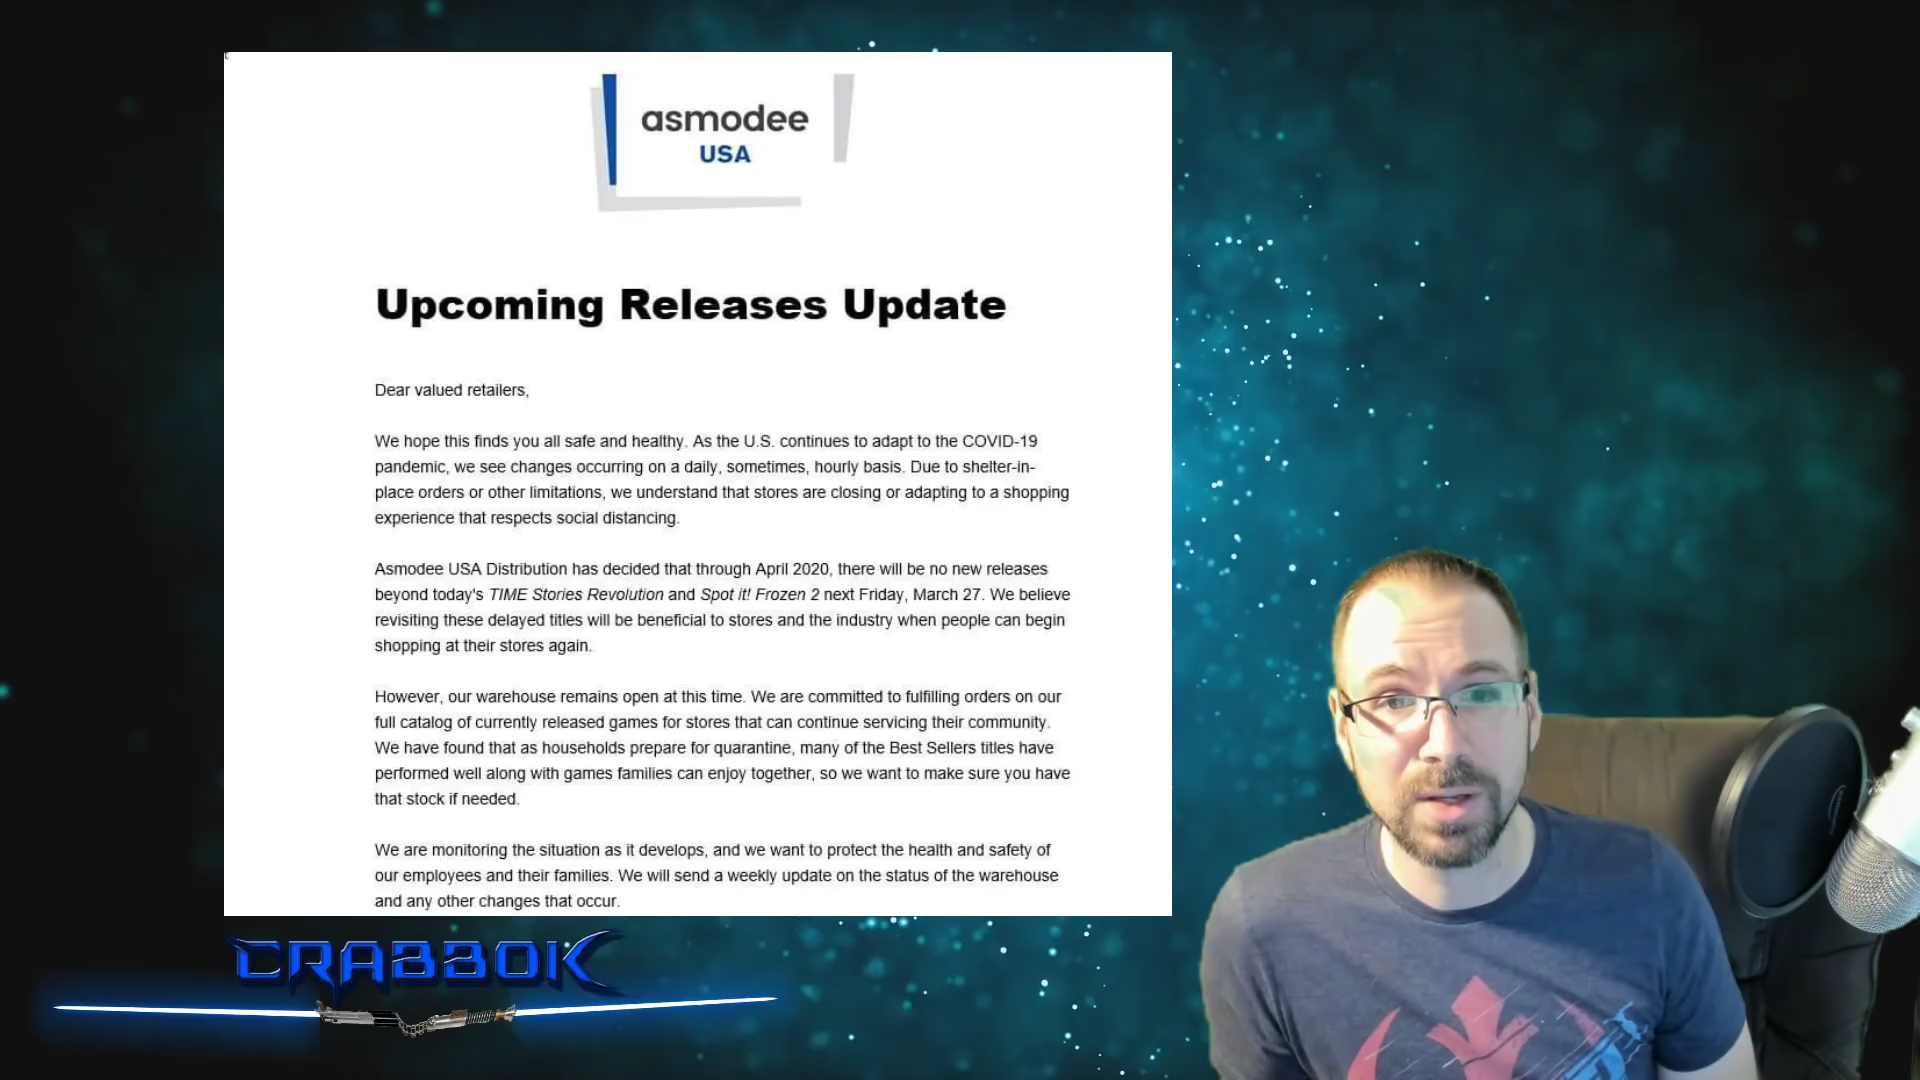 asmodee
USA
Upcoming Releases Update
Dear valued retailers,
We hope this finds you all safe and healthy. As the U.S. continues to adapt to the COVID-19
pandemic, we see changes occurring on a daily, sometimes, hourly basis. Due to shelter-in-
place orders or other limitations, we understand that stores are closing or adapting to a shopping
experience that respects social distancing.
Asmodee USA Distribution has decided that through April 2020, there will be no new releases
beyond today's TIME Stories Revolution and Spot it! Frozen 2 next Friday, March 27. We believe
revisiting these delayed titles will be beneficial to stores and the industry when people can begin
shopping at their stores again.
However, our warehouse remains open at this time. We are committed to fulfilling orders on our
full catalog of currently released games for stores that can continue servicing their community.
We have found that as households prepare for quarantine, many of the Best Sellers titles have
performed well along with games families can enjoy together, so we want to make sure you have
that stock if needed.
We are monitoring the situation as it develops, and we want to protect the health and safety of
our employees and their families. We will send a weekly update on the status of the warehouse
and any other changes that occur.
CRABBOK